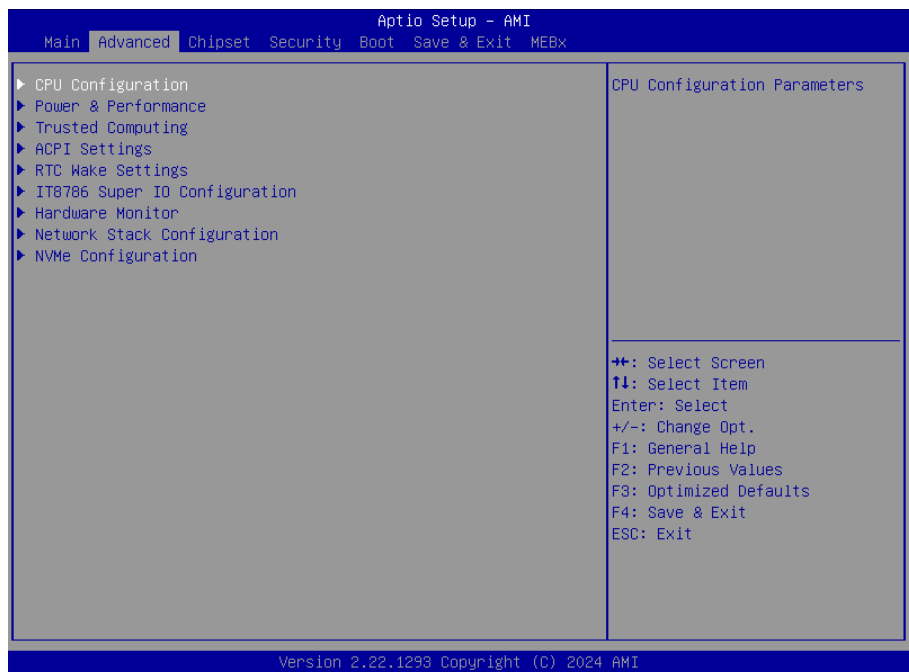 Aptio Setup – AMI
Main Advanced Chipset Security Boot Save & Exit MEBx
▶ CPU Configuration
▶ Power & Performance
▶ Trusted Computing
▶ ACPI Settings
▶ RTC Wake Settings
▶ IT8786 Super IO Configuration
▶ Hardware Monitor
▶ Network Stack Configuration
▶ NVMe Configuration
CPU Configuration Parameters
→←: Select Screen
↑↓: Select Item
Enter: Select
+/-: Change Opt.
F1: General Help
F2: Previous Values
F3: Optimized Defaults
F4: Save & Exit
ESC: Exit
Version 2.22.1293 Copyright (C) 2024 AMI